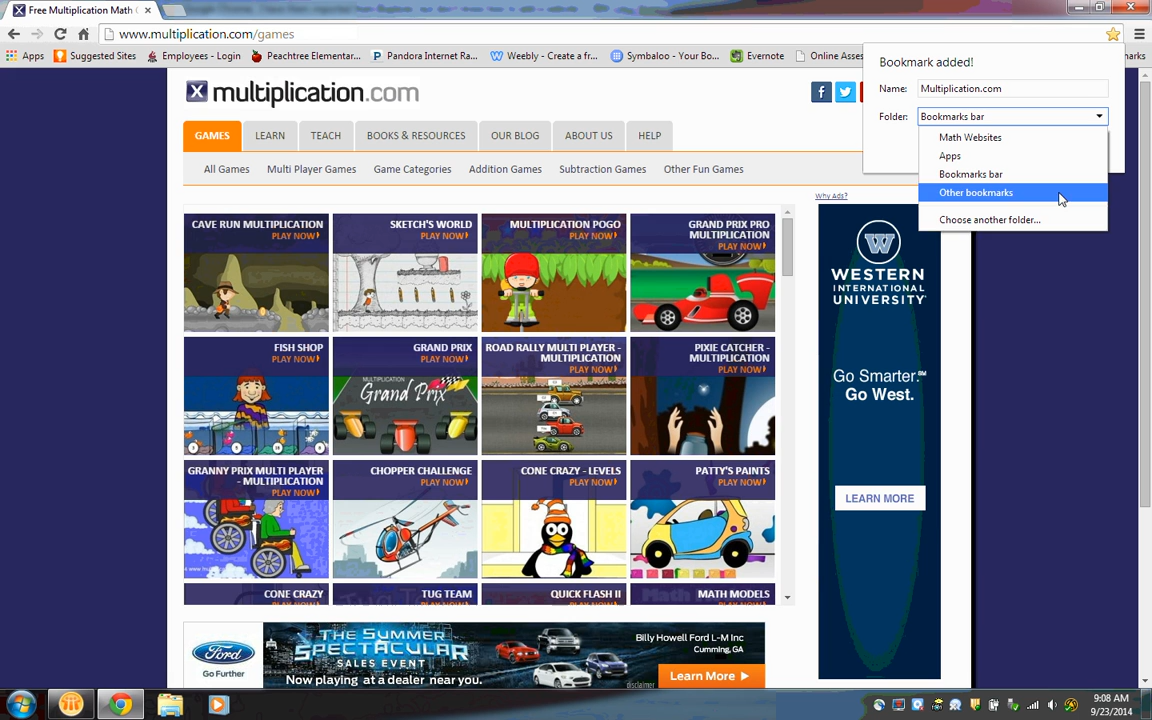 Free Multiplication Math
www.multiplication.com/games
Apps
Suggested Sites
Employees - Login
Peachtree Elementar...
Pandora Internet Ra...
Weebly - Create a fr...
Symbaloo - Your Bo...
Evernote
Online Asse
marks
Bookmark added!
Name:
Multiplication.com
Folder:
Bookmarks bar
Math Websites
Apps
Bookmarks bar
Other bookmarks
Choose another folder...
multiplication.com
GAMES
LEARN
TEACH
BOOKS & RESOURCES
OUR BLOG
ABOUT US
HELP
All Games
Multi Player Games
Game Categories
Addition Games
Subtraction Games
Other Fun Games
Why Ads?
CAVE RUN MULTIPLICATION
PLAY NOW
SKETCH'S WORLD
PLAY NOW
MULTIPLICATION POGO
PLAY NOW
GRAND PRIX PRO
MULTIPLICATION
PLAY NOW
FISH SHOP
PLAY NOW
GRAND PRIX
PLAY NOW
MULTIPLICATION
Grand Prix
ROAD RALLY MULTI PLAYER -
MULTIPLICATION
PLAY NOW
PIXIE CATCHER -
MULTIPLICATION
PLAY NOW
GRANNY PRIX MULTI PLAYER
- MULTIPLICATION
PLAY NOW
CHOPPER CHALLENGE
PLAY NOW
CONE CRAZY - LEVELS
PLAY NOW
PATTY'S PAINTS
PLAY NOW
CONE CRAZY
TUG TEAM
QUICK FLASH II
MATH MODELS
W
WESTERN
INTERNATIONAL
UNIVERSITY
Go Smarter.℠
Go West.
LEARN MORE
Ford
Go Further
THE SUMMER
SPECTACULAR
SALES EVENT
Now playing at a dealer near you.
Billy Howell Ford L-M Inc
Cumming, GA
disclaimer
Learn More
9:08 AM
9/23/2014